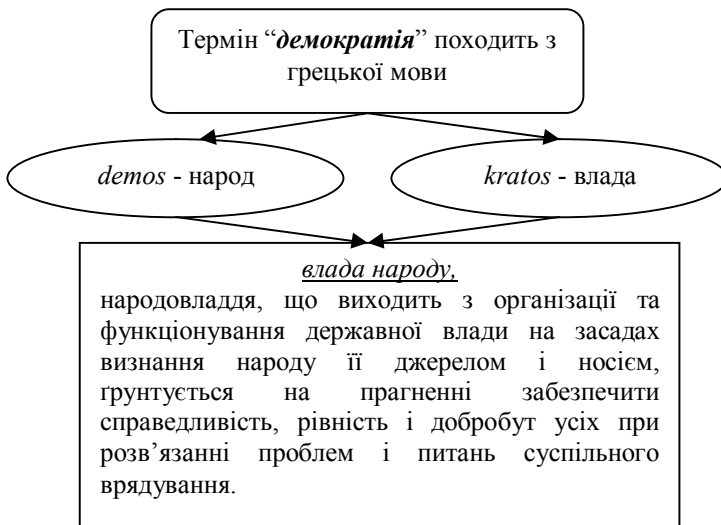 Термін “демократія” походить з
грецької мови
demos - народ
kratos - влада
влада народу,
народовладдя, що виходить з організації та
функціонування державної влади на засадах
визнання народу її джерелом і носієм,
ґрунтується на прагненні забезпечити
справедливість, рівність і добробут усіх при
розв’язанні проблем і питань суспільного
врядування.